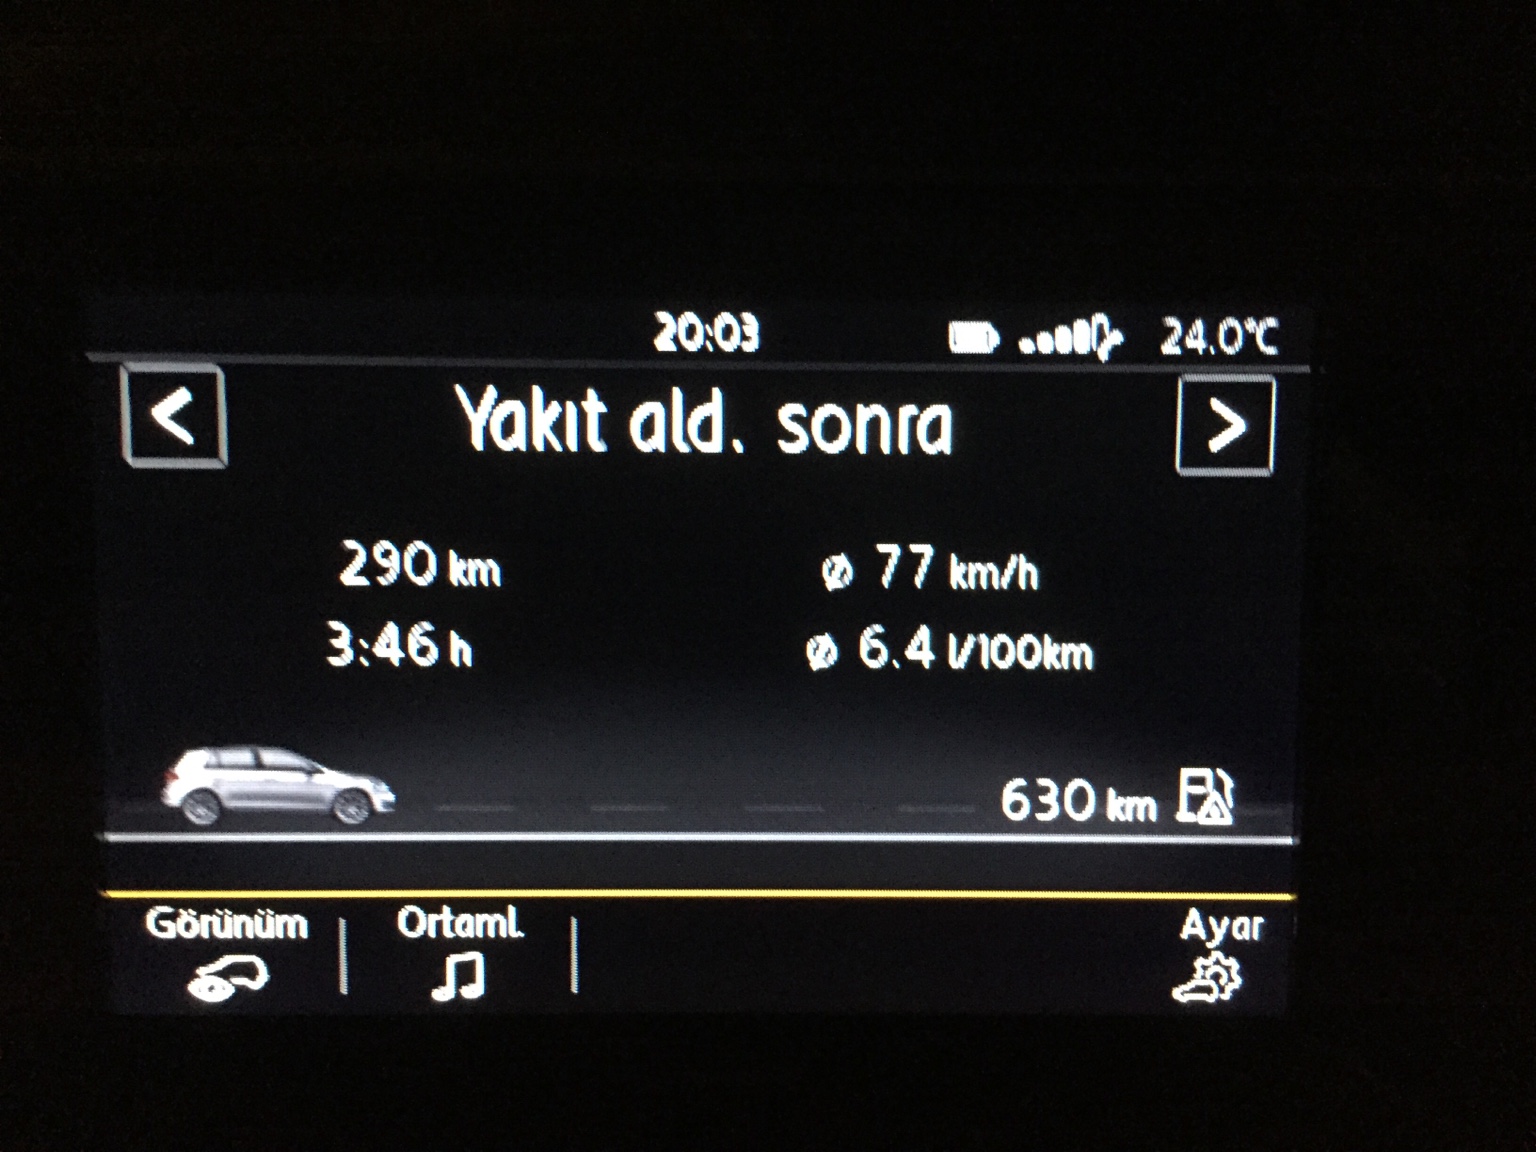 20:03 24.0°C
< Yakıt ald. sonra >
290 km ø 77 km/h
3:46 h ø 6.4 l/100km
630 km
Görünüm Ortaml. Ayar